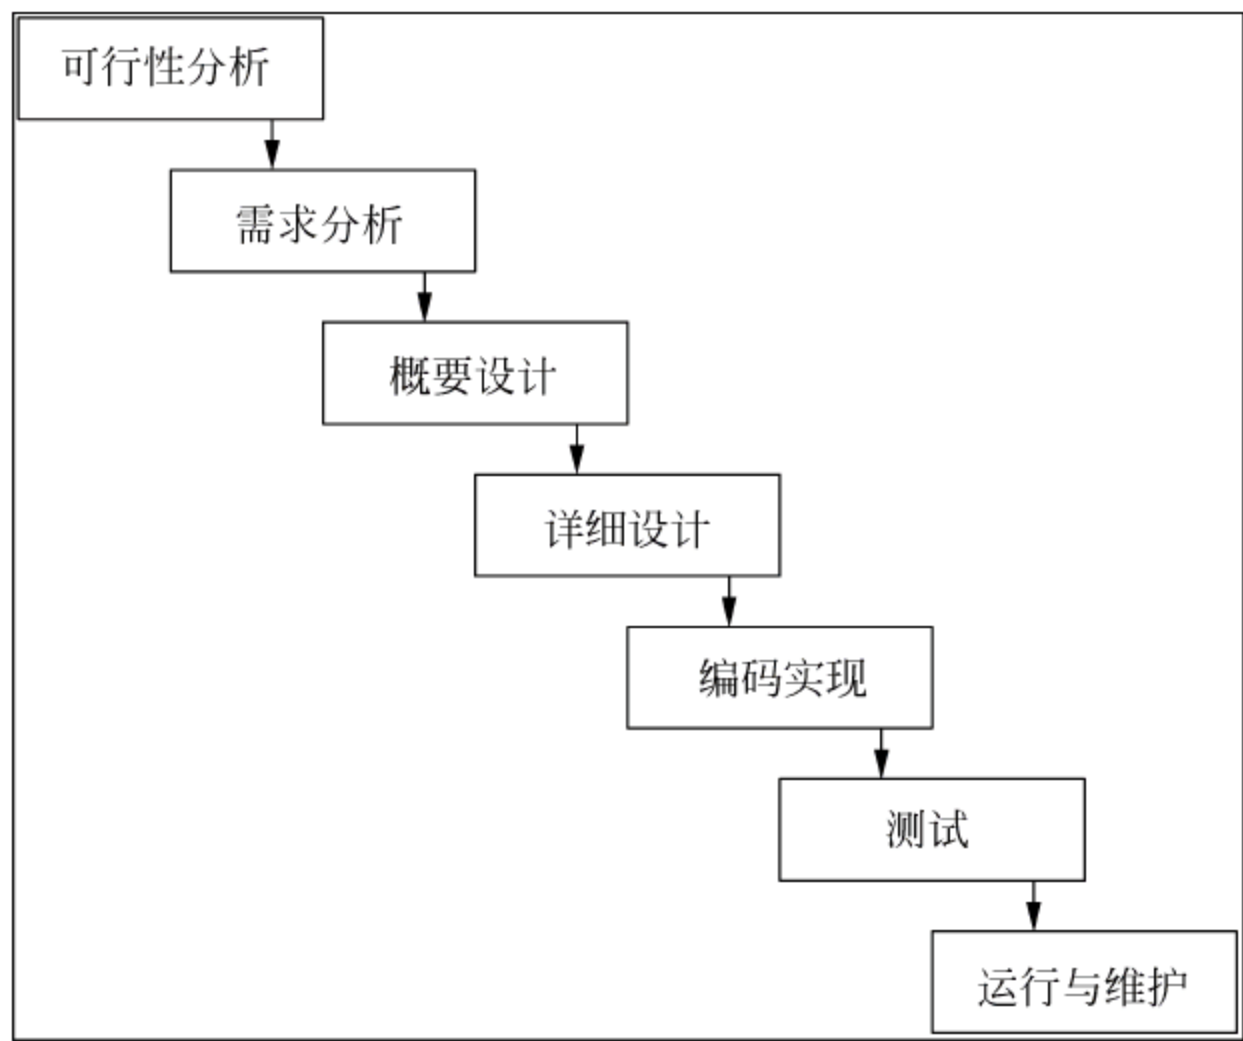 可行性分析
需求分析
概要设计
详细设计
编码实现
测试
运行与维护